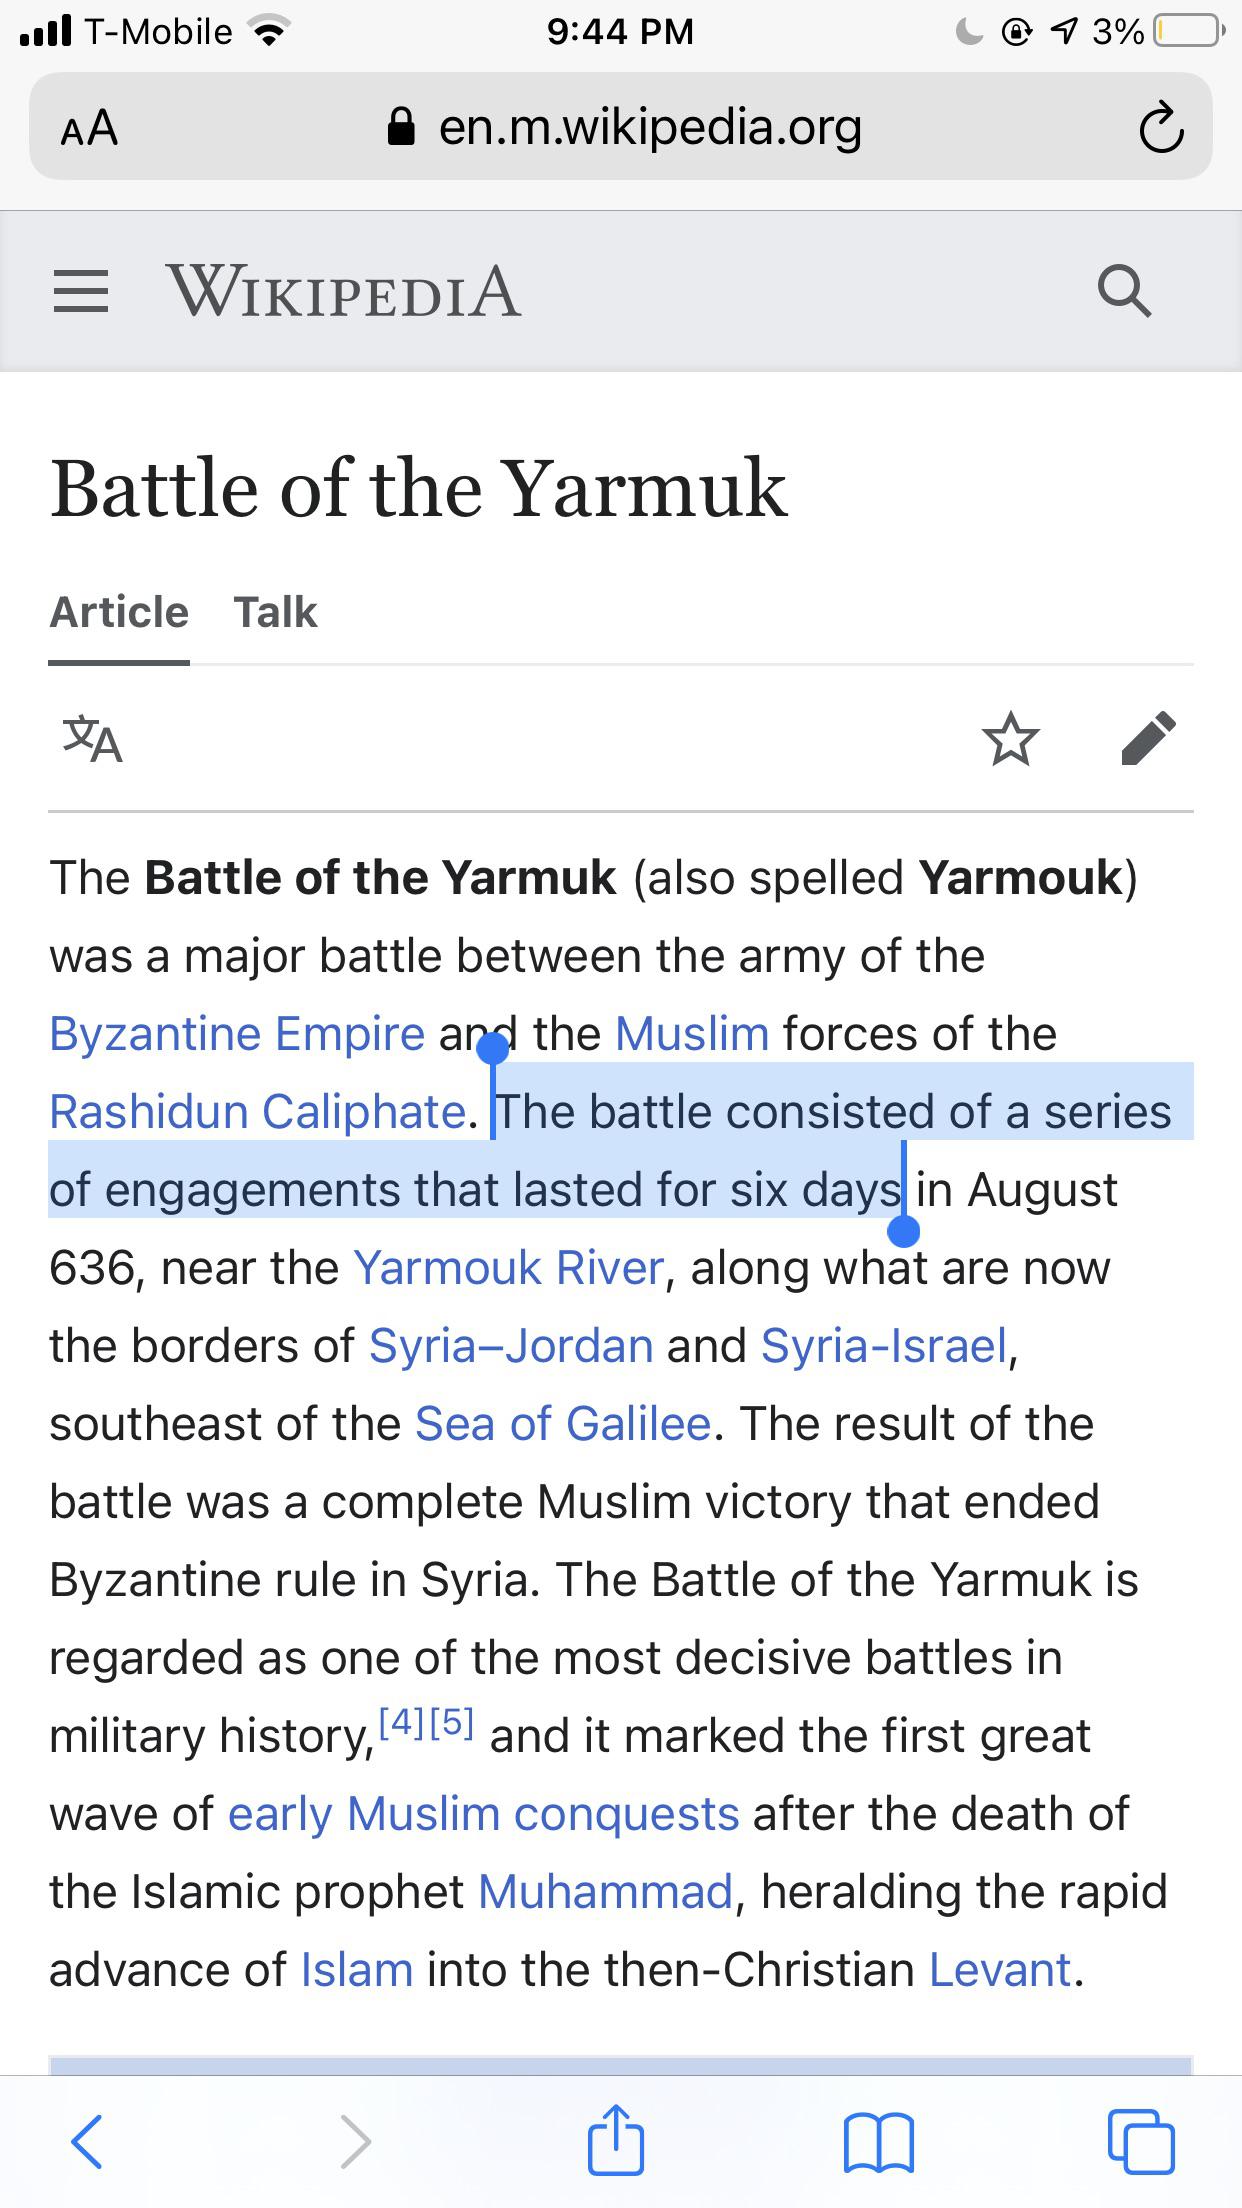 T-Mobile 9:44 PM 3%
AA en.m.wikipedia.org
WIKIPEDIA
Battle of the Yarmuk
Article Talk
文A
The Battle of the Yarmuk (also spelled Yarmouk)
was a major battle between the army of the
Byzantine Empire and the Muslim forces of the
Rashidun Caliphate. The battle consisted of a series
of engagements that lasted for six days in August
636, near the Yarmouk River, along what are now
the borders of Syria–Jordan and Syria-Israel,
southeast of the Sea of Galilee. The result of the
battle was a complete Muslim victory that ended
Byzantine rule in Syria. The Battle of the Yarmuk is
regarded as one of the most decisive battles in
military history,[4][5] and it marked the first great
wave of early Muslim conquests after the death of
the Islamic prophet Muhammad, heralding the rapid
advance of Islam into the then-Christian Levant.